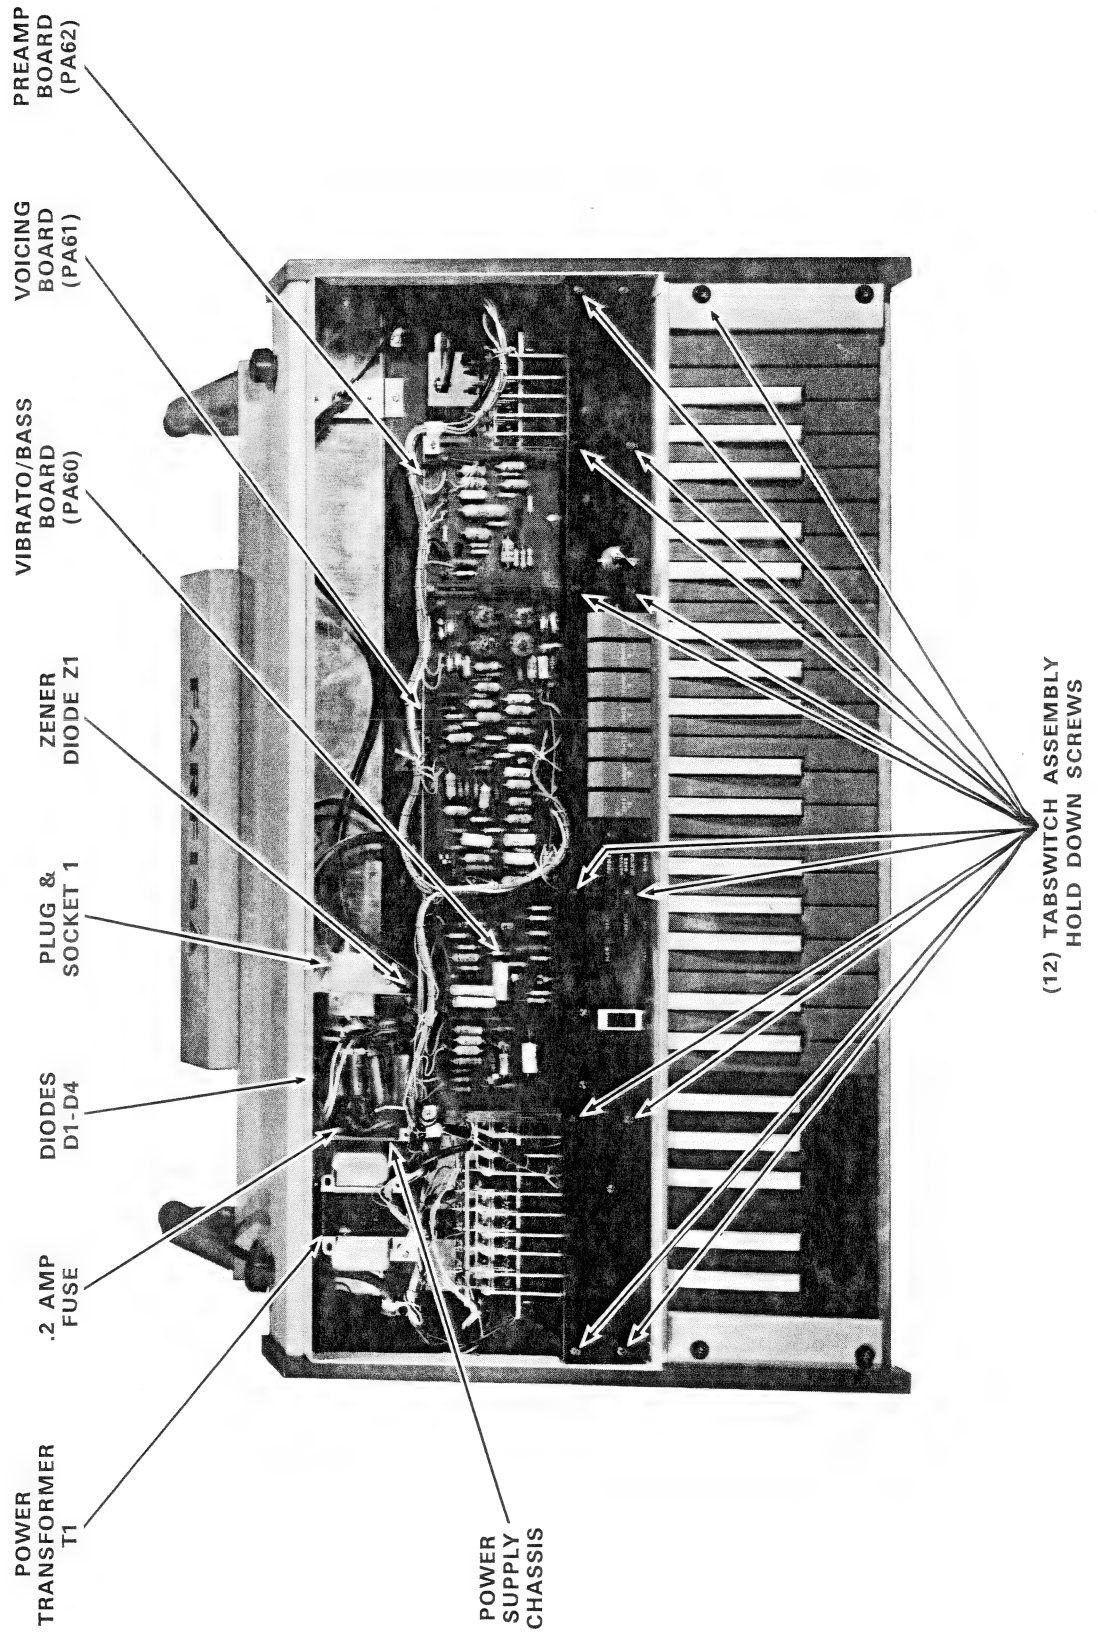 POWER
TRANSFORMER
T1
.2 AMP
FUSE
DIODES
D1-D4
PLUG &
SOCKET 1
ZENER
DIODE Z1
VIBRATO/BASS
BOARD
(PA60)
VOICING
BOARD
(PA61)
PREAMP
BOARD
(PA62)
FARFISA
POWER
SUPPLY
CHASSIS
(12) TABSWITCH ASSEMBLY
HOLD DOWN SCREWS